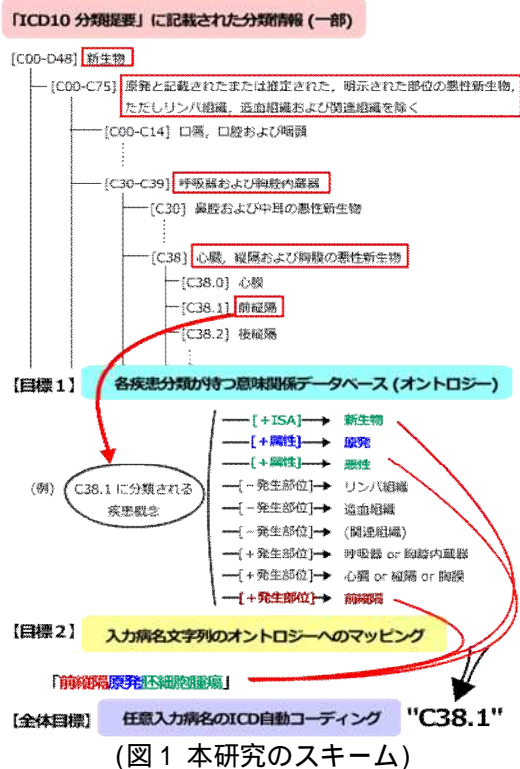 「ICD10 分類提要」に記載された分類情報 (一部)
[C00-D48] 新生物
[C00-C75] 原発と記載されたまたは推定された，明示された部位の悪性新生物，
ただしリンパ組織，造血組織および関連組織を除く
[C00-C14] 口唇，口腔および咽頭
[C30-C39] 呼吸器および胸腔内臓器
[C30] 鼻腔および中耳の悪性新生物
[C38] 心臓，縦隔および胸膜の悪性新生物
[C38.0] 心膜
[C38.1] 前縦隔
[C38.2] 後縦隔
【目標１】 各疾患分類が持つ意味関係データベース (オントロジー)
[+ISA] 新生物
[+属性] 原発
[+属性] 悪性
(例) C38.1 に分類される
疾患概念
[－発生部位] リンパ組織
[－発生部位] 造血組織
[－発生部位] (関連組織)
[+発生部位] 呼吸器 or 胸腔内臓器
[+発生部位] 心臓 or 縦隔 or 胸膜
[+発生部位] 前縦隔
【目標２】 入力病名文字列のオントロジーへのマッピング
「前縦隔原発胚細胞腫瘍」
【全体目標】 任意入力病名のICD自動コーディング "C38.1"
(図１ 本研究のスキーム)